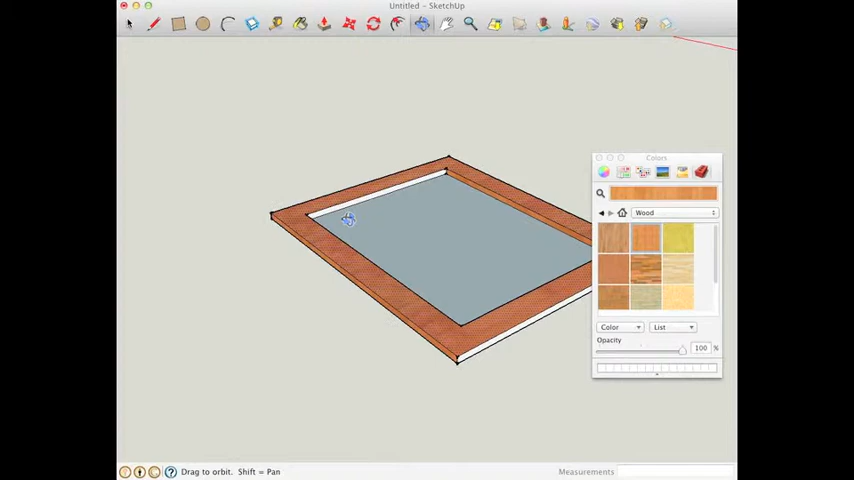 Untitled - SketchUp
Colors
Wood
Color
List
Opacity
100 %
Drag to orbit. Shift = Pan
Measurements